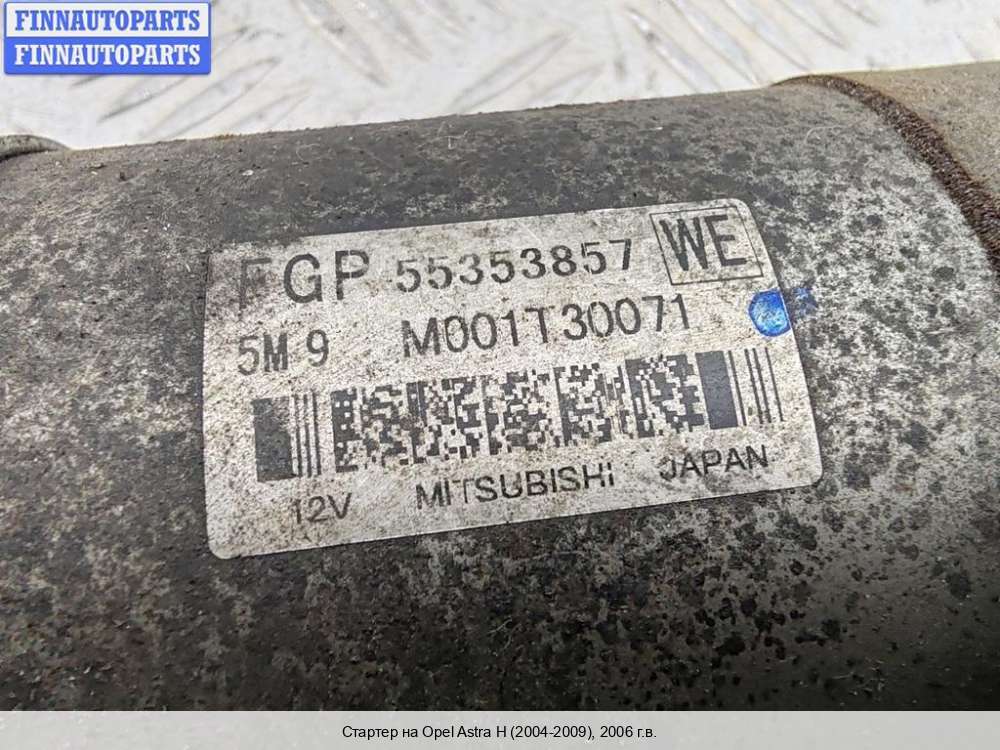 FINNAUTOPARTS
FINNAUTOPARTS
FGP 55353857 WE
5M 9 M001T30071
12V MITSUBISHI JAPAN
Стартер на Opel Astra H (2004-2009), 2006 г.в.